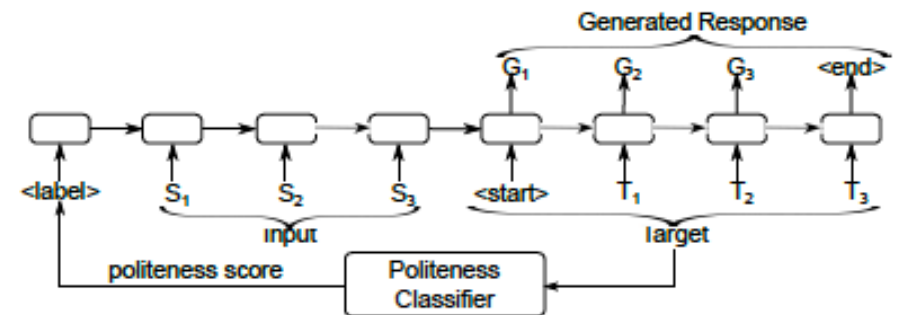 Generated Response
G₁ G₂ G₃ <end>
<label> S₁ S₂ S₃ <start> T₁ T₂ T₃
Input Target
politeness score
Politeness
Classifier